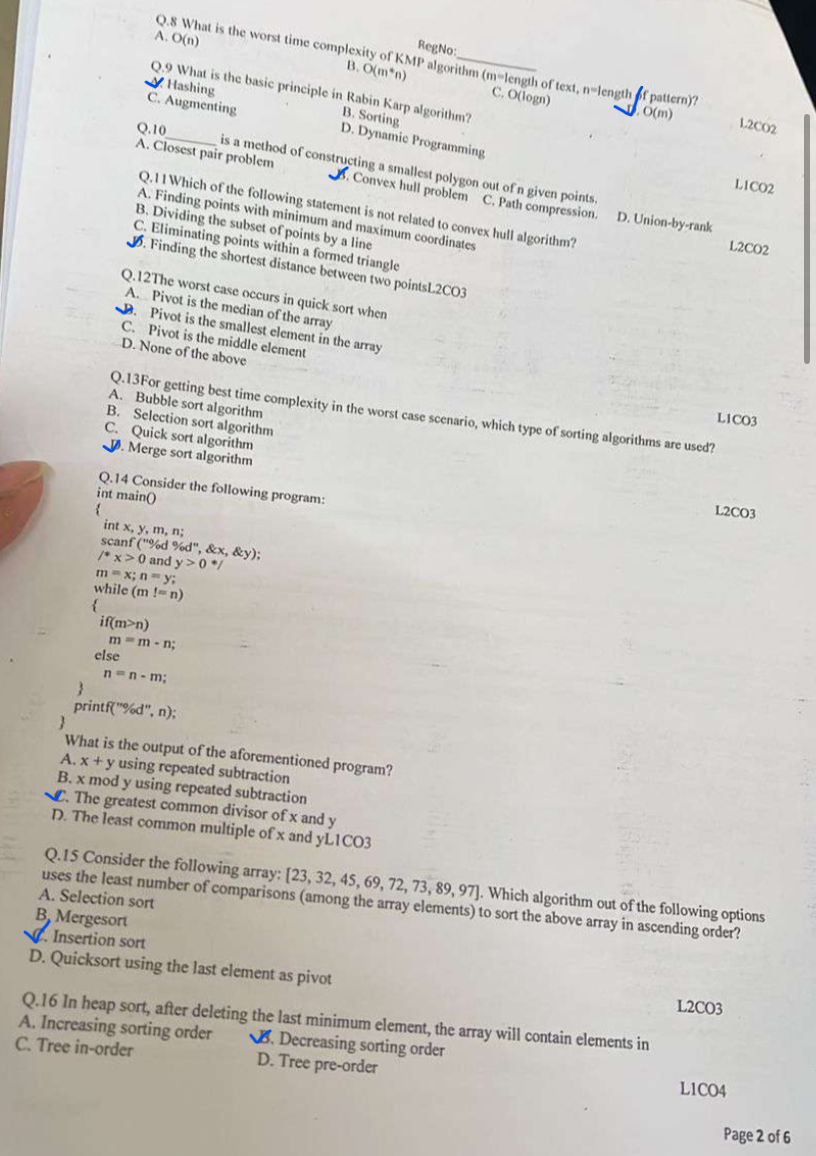 RegNo:
Q.8 What is the worst time complexity of KMP algorithm (m=length of text, n=length of pattern)?
A. O(n) B. O(m*n) C. O(logn) D. O(m)
L2CO2
Q.9 What is the basic principle in Rabin Karp algorithm?
A. Hashing B. Sorting
C. Augmenting D. Dynamic Programming
L1CO2
Q.10______ is a method of constructing a smallest polygon out of n given points.
A. Closest pair problem B. Convex hull problem C. Path compression. D. Union-by-rank
L2CO2
Q.11Which of the following statement is not related to convex hull algorithm?
A. Finding points with minimum and maximum coordinates
B. Dividing the subset of points by a line
C. Eliminating points within a formed triangle
D. Finding the shortest distance between two pointsL2CO3
Q.12The worst case occurs in quick sort when
A. Pivot is the median of the array
B. Pivot is the smallest element in the array
C. Pivot is the middle element
D. None of the above
L1CO3
Q.13For getting best time complexity in the worst case scenario, which type of sorting algorithms are used?
A. Bubble sort algorithm
B. Selection sort algorithm
C. Quick sort algorithm
D. Merge sort algorithm
L2CO3
Q.14 Consider the following program:
int main()
{
int x, y, m, n;
scanf ("%d %d", &x, &y);
/* x > 0 and y > 0 */
m = x; n = y;
while (m != n)
{
if(m>n)
m = m - n;
else
n = n - m;
}
printf("%d", n);
}
What is the output of the aforementioned program?
A. x + y using repeated subtraction
B. x mod y using repeated subtraction
C. The greatest common divisor of x and y
D. The least common multiple of x and yL1CO3
Q.15 Consider the following array: [23, 32, 45, 69, 72, 73, 89, 97]. Which algorithm out of the following options
uses the least number of comparisons (among the array elements) to sort the above array in ascending order?
A. Selection sort
B. Mergesort
C. Insertion sort
D. Quicksort using the last element as pivot
L2CO3
Q.16 In heap sort, after deleting the last minimum element, the array will contain elements in
A. Increasing sorting order B. Decreasing sorting order
C. Tree in-order D. Tree pre-order
L1CO4
Page 2 of 6